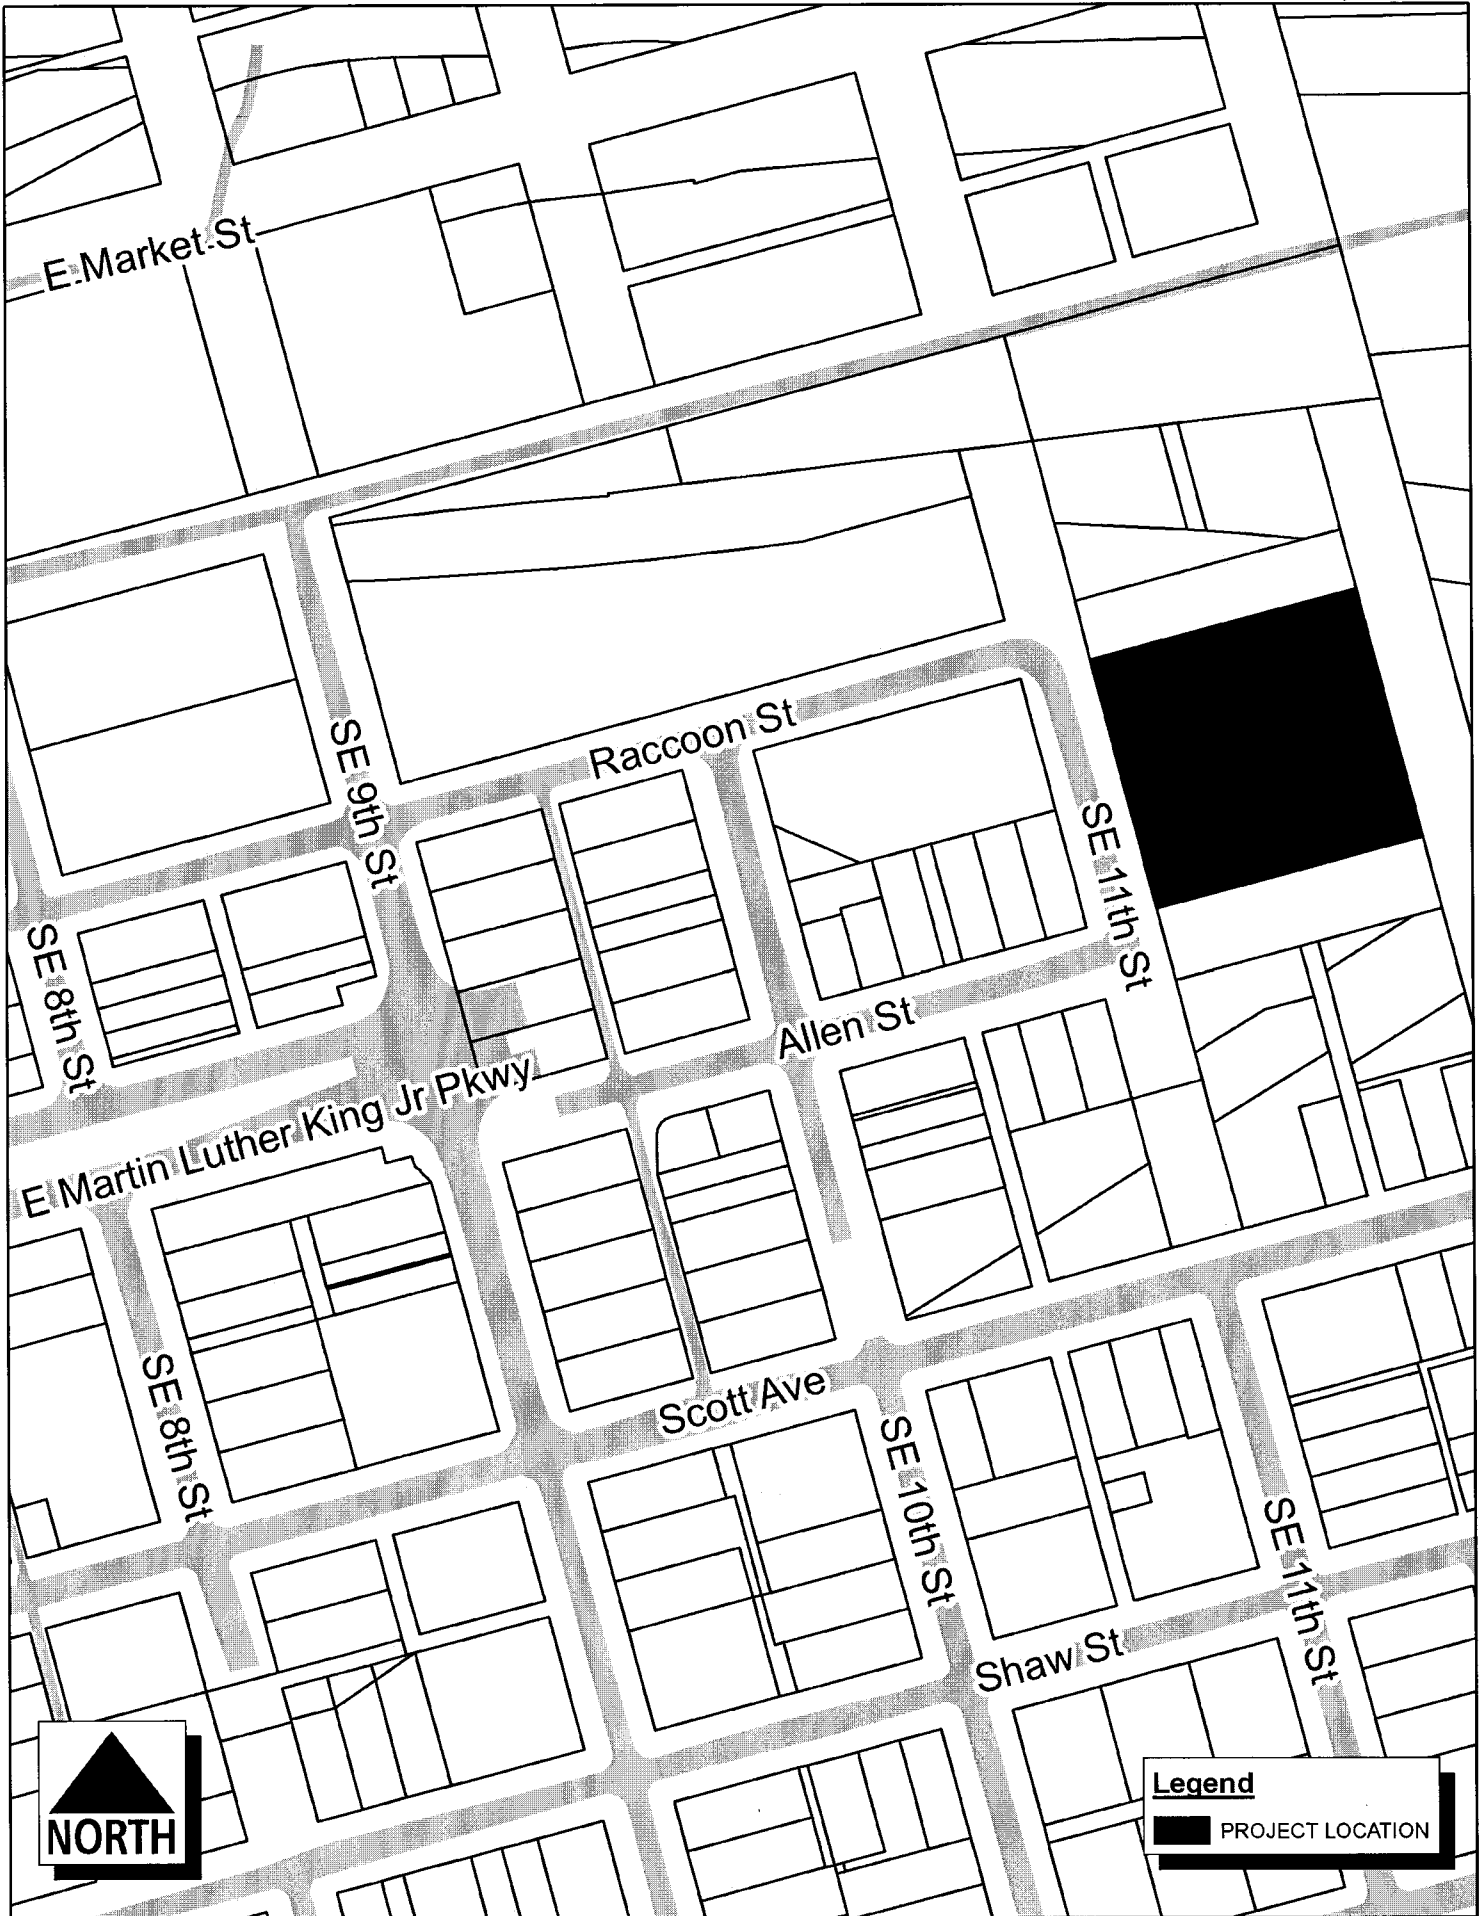 E Market St
Raccoon St
SE 9th St
SE 11th St
SE 8th St
Allen St
E Martin Luther King Jr Pkwy
SE 8th St
Scott Ave
SE 10th St
SE 11th St
Shaw St
NORTH
Legend
PROJECT LOCATION